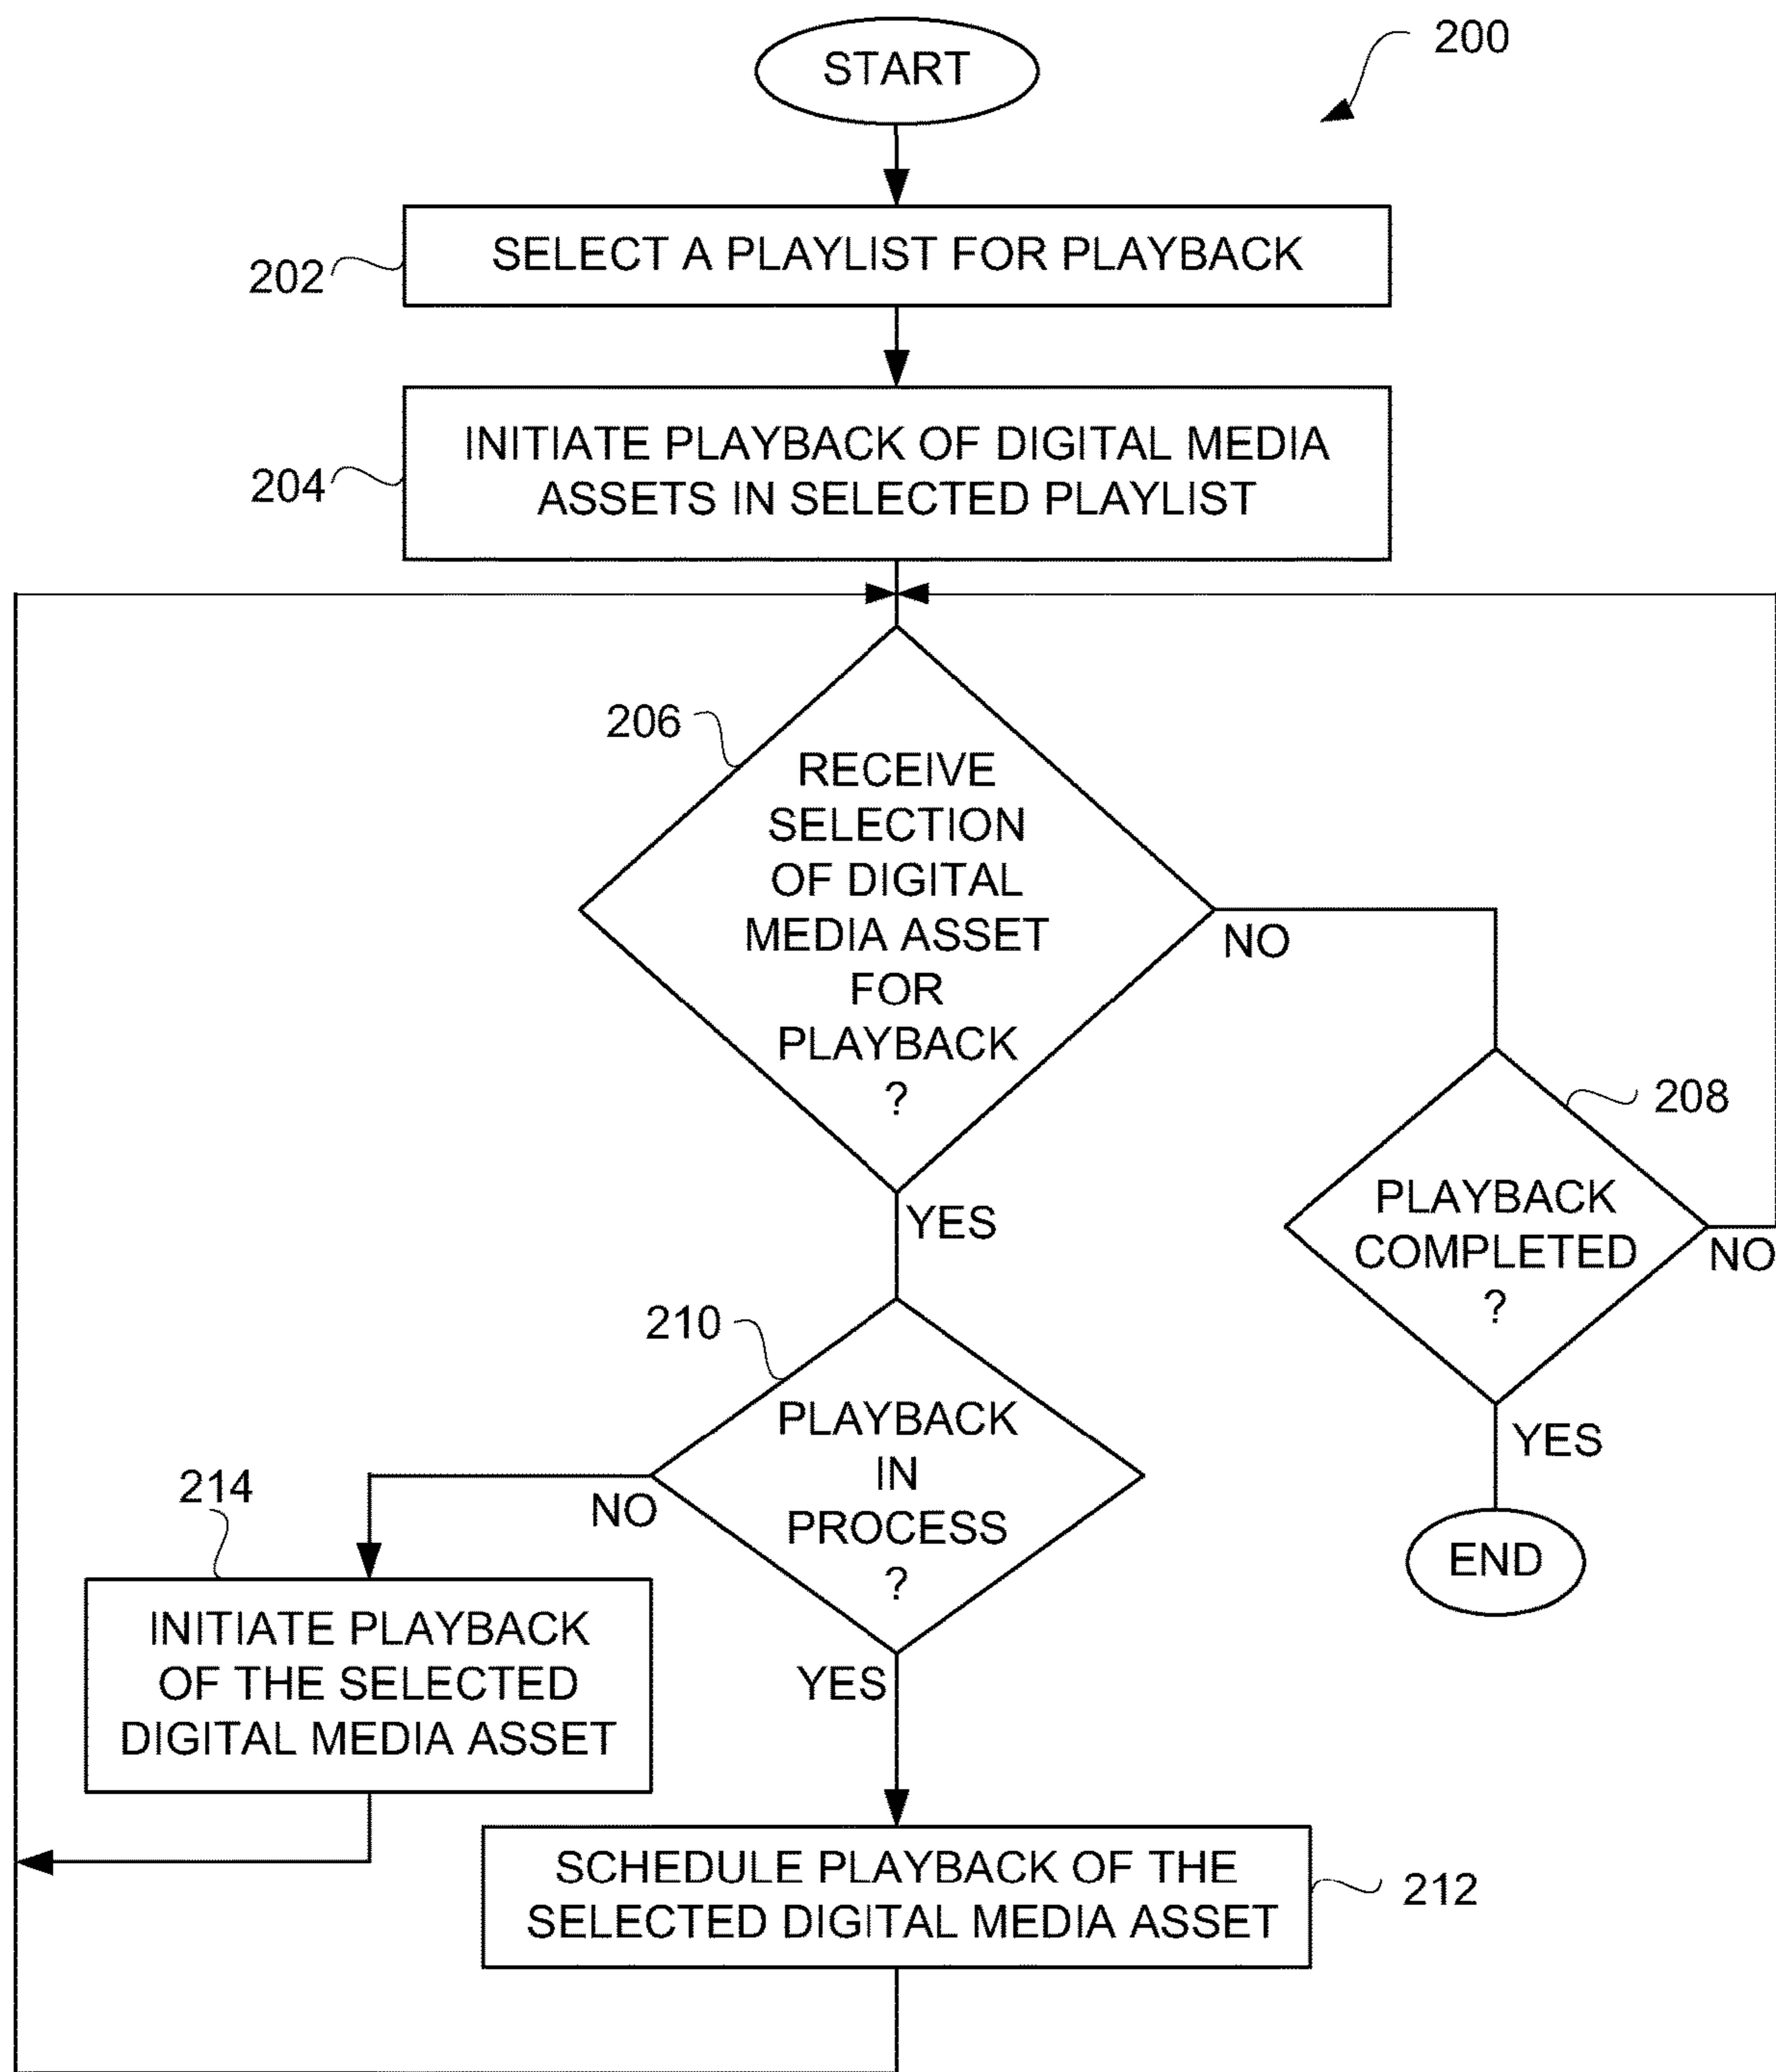 START
200
SELECT A PLAYLIST FOR PLAYBACK
202
INITIATE PLAYBACK OF DIGITAL MEDIA
ASSETS IN SELECTED PLAYLIST
204
206
RECEIVE
SELECTION
OF DIGITAL
MEDIA ASSET
FOR
PLAYBACK
?
NO
YES
208
PLAYBACK
COMPLETED
?
NO
YES
END
210
PLAYBACK
IN
PROCESS
?
NO
YES
214
INITIATE PLAYBACK
OF THE SELECTED
DIGITAL MEDIA ASSET
SCHEDULE PLAYBACK OF THE
SELECTED DIGITAL MEDIA ASSET
212